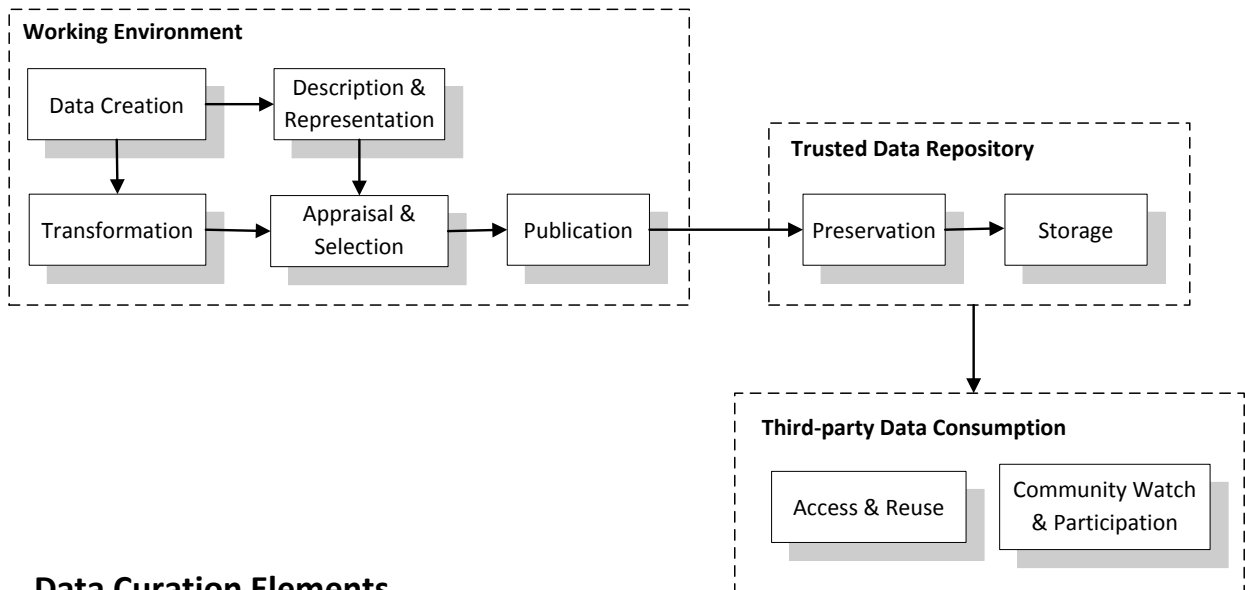 Working Environment
Data Creation
Description &
Representation
Transformation
Appraisal &
Selection
Publication
Trusted Data Repository
Preservation
Storage
Third-party Data Consumption
Access & Reuse
Community Watch
& Participation
Data Curation Elements